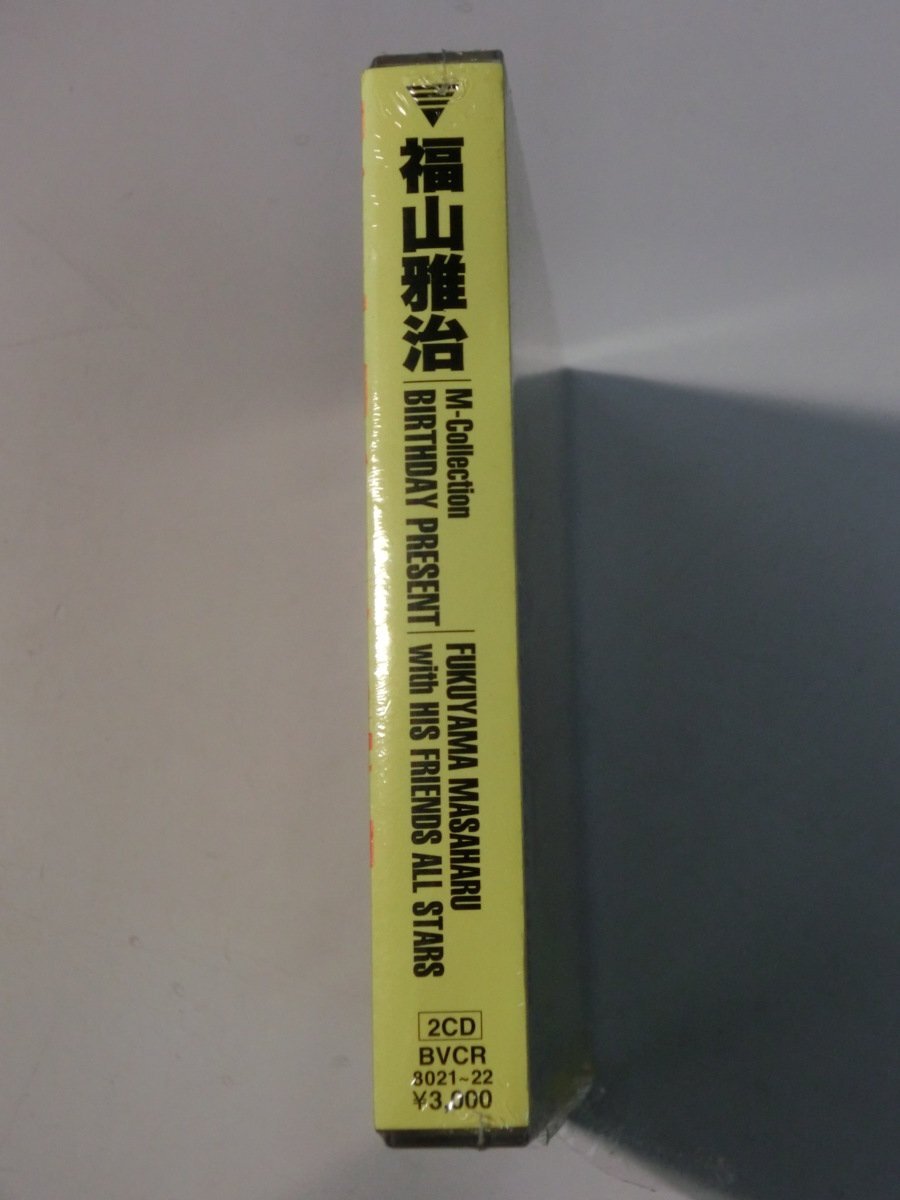 福山雅治
M-Collection
BIRTHDAY PRESENT
FUKUYAMA MASAHARU
with HIS FRIENDS ALL STARS
2CD
BVCR
8021~22
¥3,000